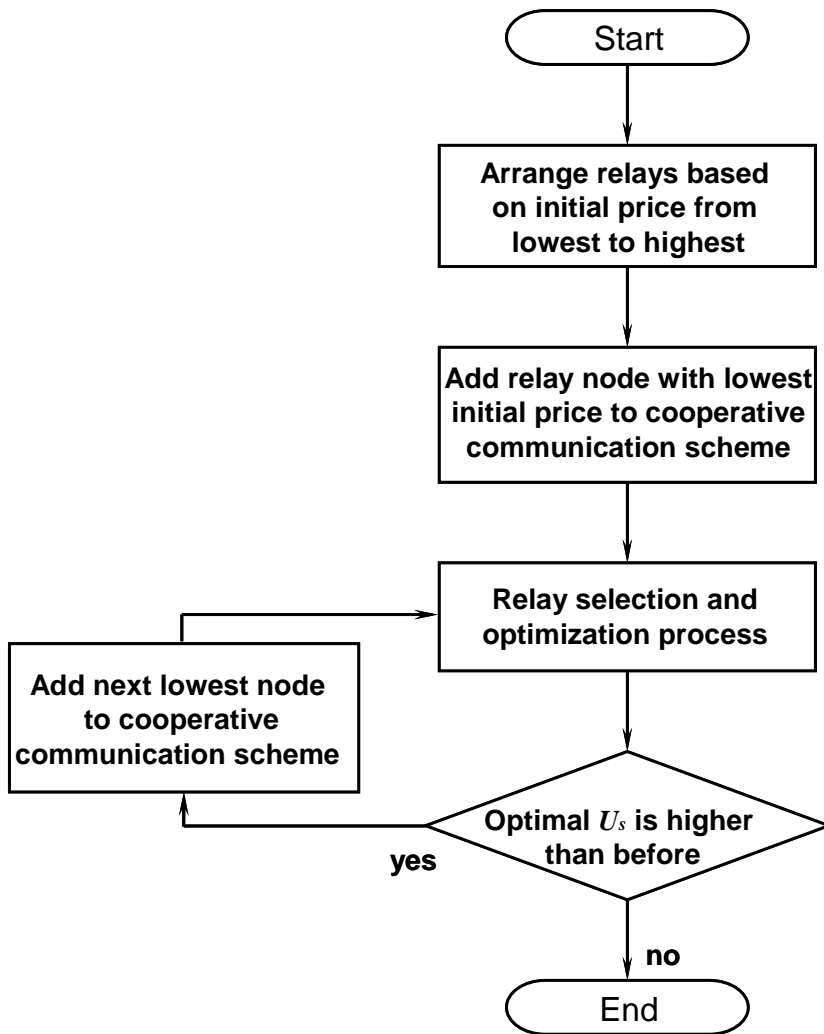 Start
Arrange relays based
on initial price from
lowest to highest
Add relay node with lowest
initial price to cooperative
communication scheme
Relay selection and
optimization process
Add next lowest node
to cooperative
communication scheme
Optimal Us is higher
than before
yes
no
End